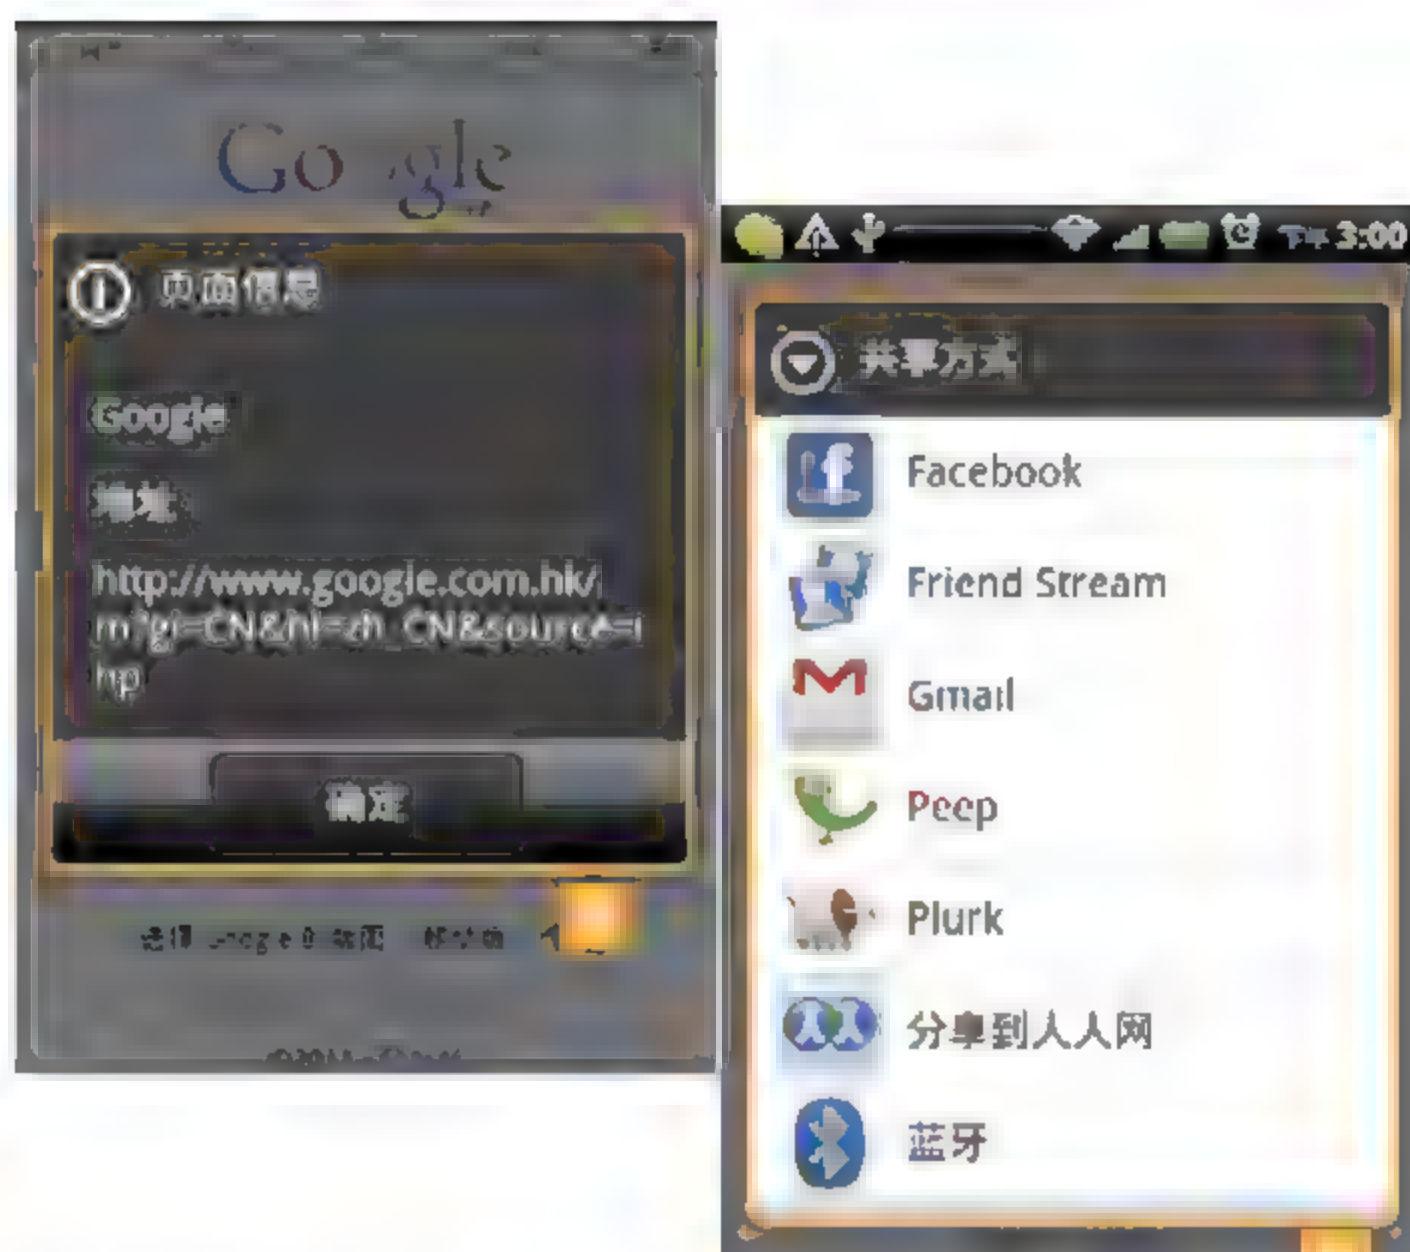 Google
页面信息
Google
地址
http://www.google.com.hk/
m?gl=CN&hl=zh_CN&source=i
hp
确定
3:00
共享方式
Facebook
Friend Stream
Gmail
Peep
Plurk
分享到人人网
蓝牙